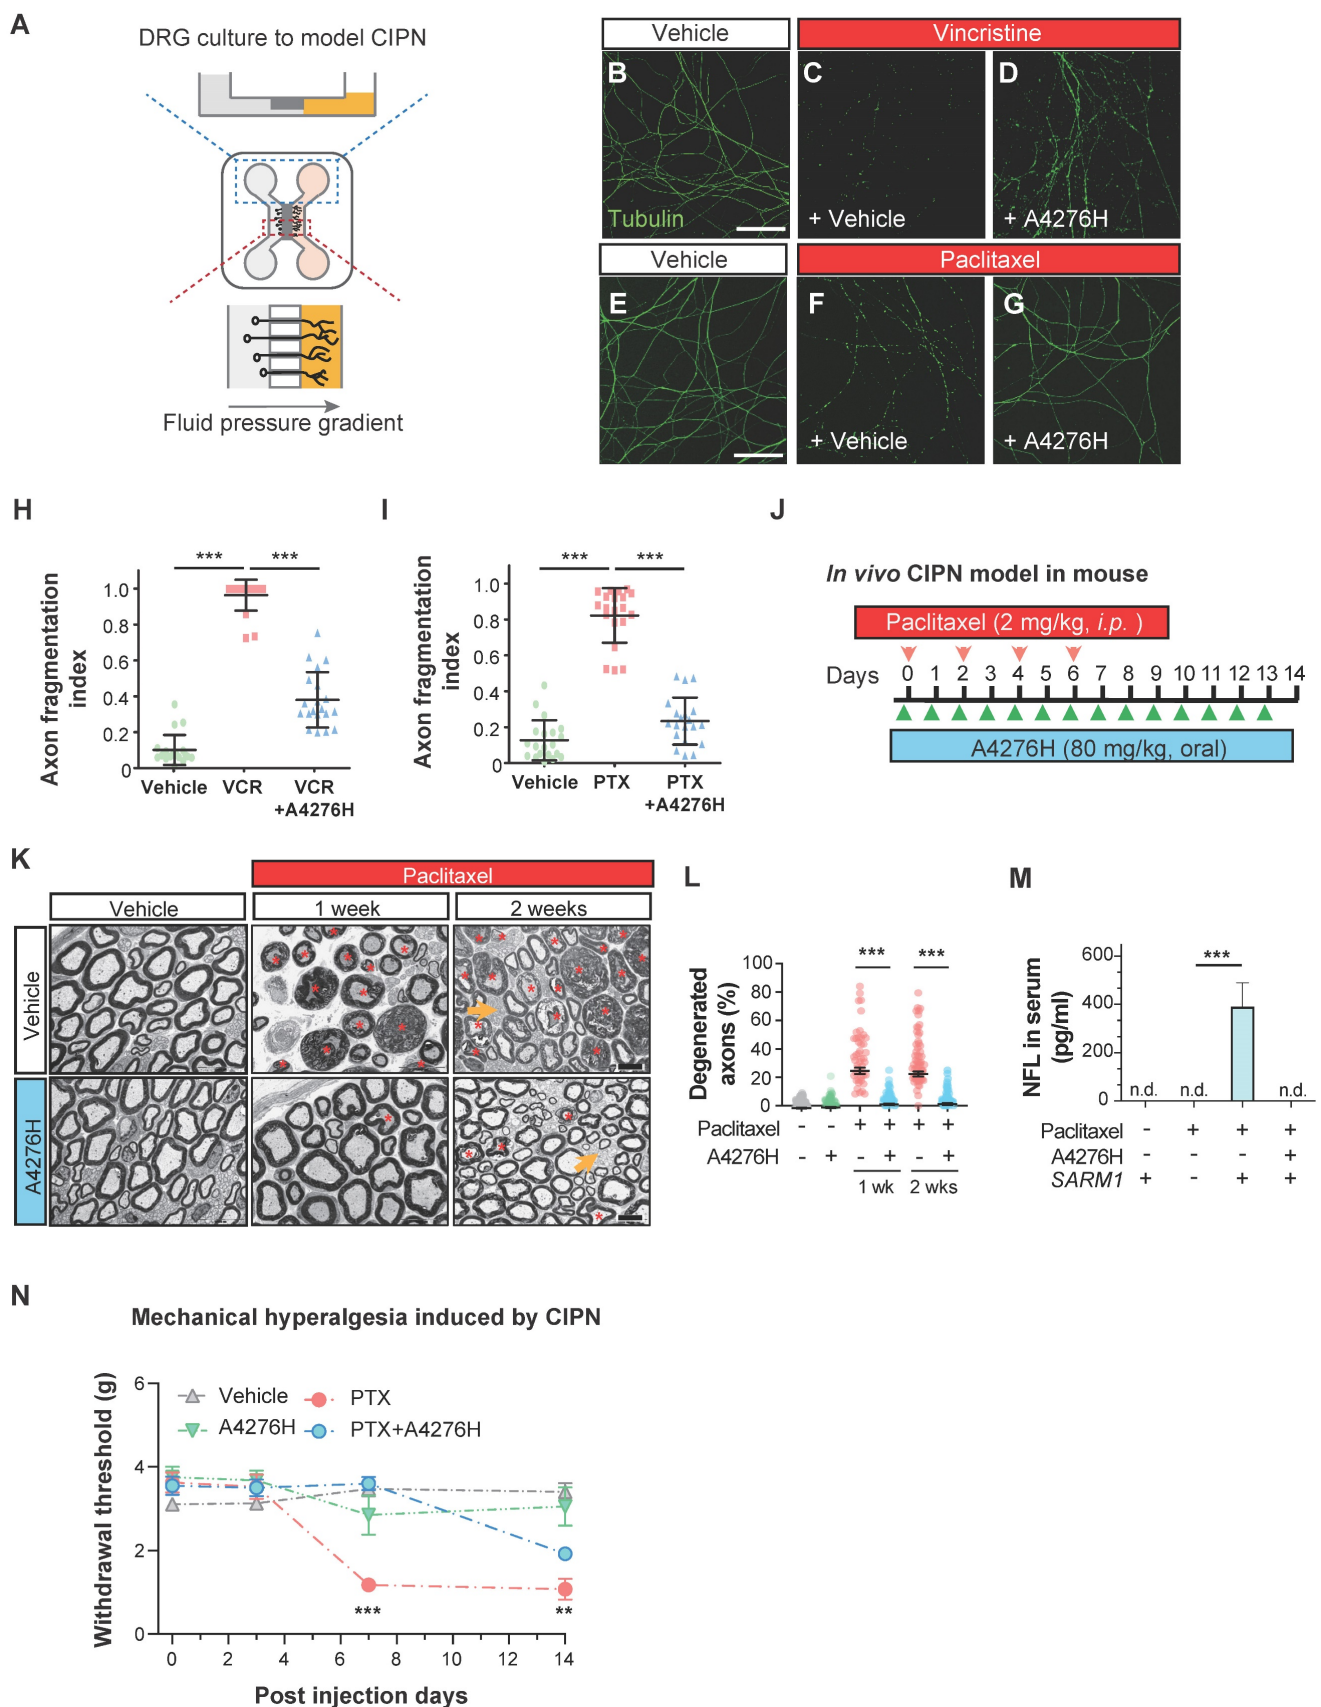 A
DRG culture to model CIPN
Fluid pressure gradient
Vehicle
Vincristine
B
C
D
Tubulin
+ Vehicle
+ A4276H
Vehicle
Paclitaxel
E
F
G
+ Vehicle
+ A4276H
H
Axon fragmentation
index
1.0
0.8
0.6
0.4
0.2
0
*** ***
Vehicle VCR VCR
+A4276H
I
Axon fragmentation
index
1.0
0.8
0.6
0.4
0.2
0
*** ***
Vehicle PTX PTX
+A4276H
J
In vivo CIPN model in mouse
Paclitaxel (2 mg/kg, i.p. )
Days 0 1 2 3 4 5 6 7 8 9 10 11 12 13 14
A4276H (80 mg/kg, oral)
K
Paclitaxel
Vehicle 1 week 2 weeks
Vehicle
A4276H
L
Degenerated
axons (%)
100
80
60
40
20
0
*** ***
Paclitaxel - - + + + +
A4276H - + - + - +
1 wk 2 wks
M
NFL in serum
(pg/ml)
600
400
200
0
***
n.d. n.d. n.d.
Paclitaxel - + + +
A4276H - - - +
SARM1 + - + +
N
Mechanical hyperalgesia induced by CIPN
Withdrawal threshold (g)
6
4
2
0
Vehicle PTX
A4276H PTX+A4276H
*** **
0 2 4 6 8 10 12 14
Post injection days